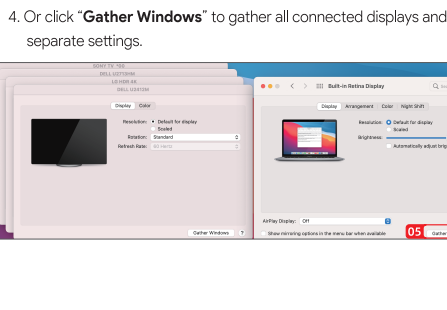 4. Or click “Gather Windows” to gather all connected displays and
separate settings.
SONY TV *00
DELL U2718HM
LG HDR 4K
DELL U3412M
Display Color
Resolution: Default for display
Scaled
Rotation: Standard
Refresh Rate: 60 Hertz
Gather Windows ?
Built-in Retina Display
Display Arrangement Color Night Shift
Resolution: Default for display
Scaled
Brightness:
Automatically adjust brig
AirPlay Display: Off
Show mirroring options in the menu bar when available
05 Gather